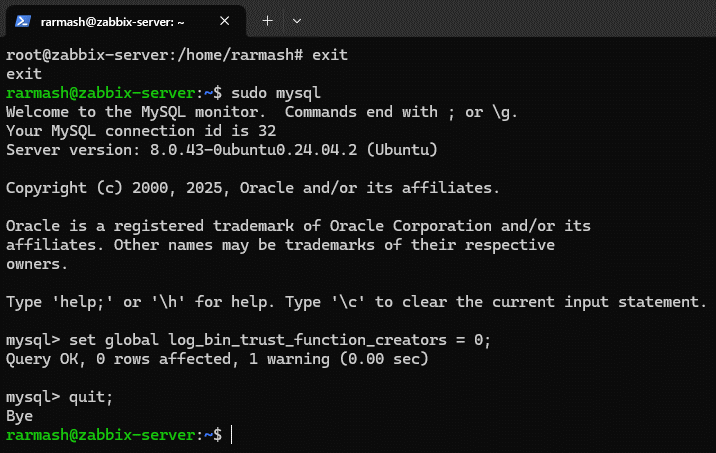 rarmash@zabbix-server: ~
root@zabbix-server:/home/rarmash# exit
exit
rarmash@zabbix-server:~$ sudo mysql
Welcome to the MySQL monitor.  Commands end with ; or \g.
Your MySQL connection id is 32
Server version: 8.0.43-0ubuntu0.24.04.2 (Ubuntu)
Copyright (c) 2000, 2025, Oracle and/or its affiliates.
Oracle is a registered trademark of Oracle Corporation and/or its
affiliates. Other names may be trademarks of their respective
owners.
Type 'help;' or '\h' for help. Type '\c' to clear the current input statement.
mysql> set global log_bin_trust_function_creators = 0;
Query OK, 0 rows affected, 1 warning (0.00 sec)
mysql> quit;
Bye
rarmash@zabbix-server:~$